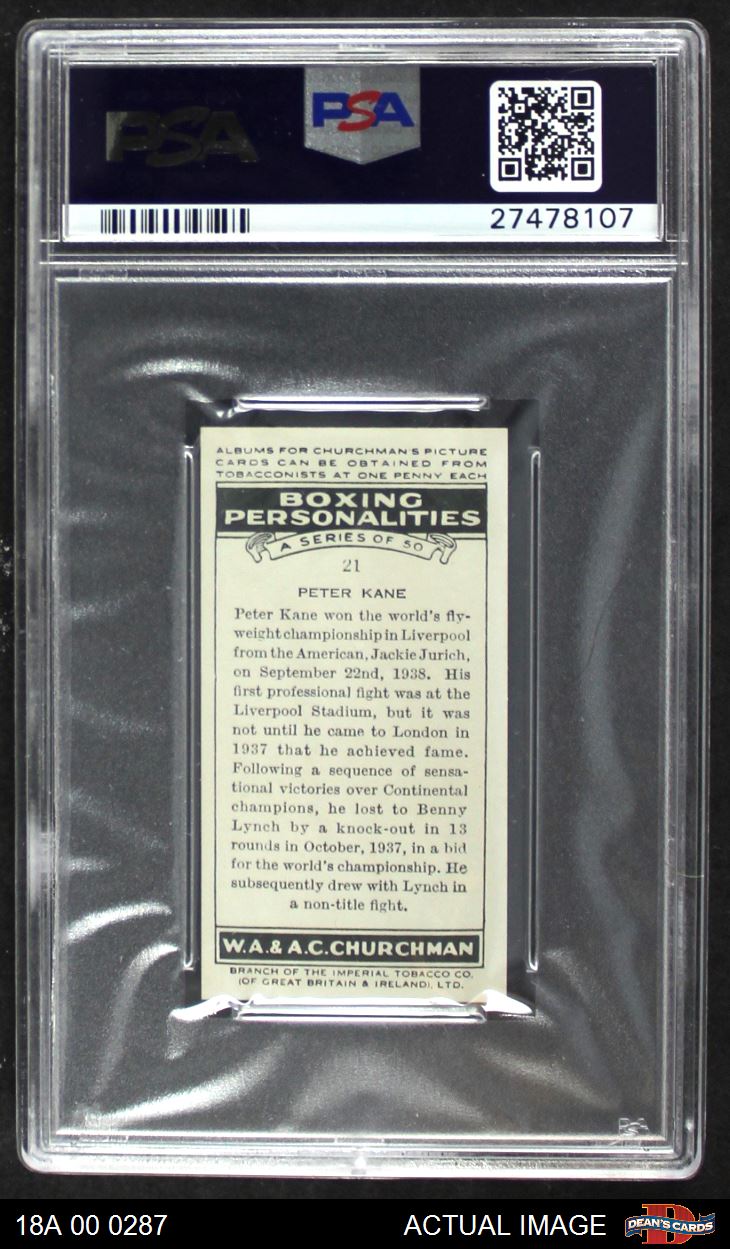 PSA
PSA
27478107
ALBUMS FOR CHURCHMAN'S PICTURE
CARDS CAN BE OBTAINED FROM
TOBACCONISTS AT ONE PENNY EACH
BOXING
PERSONALITIES
A SERIES OF 50
21
PETER KANE
Peter Kane won the world's fly-
weight championship in Liverpool
from the American, Jackie Jurich,
on September 22nd, 1938. His
first professional fight was at the
Liverpool Stadium, but it was
not until he came to London in
1937 that he achieved fame.
Following a sequence of sensa-
tional victories over Continental
champions, he lost to Benny
Lynch by a knock-out in 13
rounds in October, 1937, in a bid
for the world's championship. He
subsequently drew with Lynch in
a non-title fight.
W.A.& A.C.CHURCHMAN
BRANCH OF THE IMPERIAL TOBACCO CO.
(OF GREAT BRITAIN & IRELAND), LTD.
PSA
18A 00 0287
ACTUAL IMAGE
D
DEAN'S CARDS